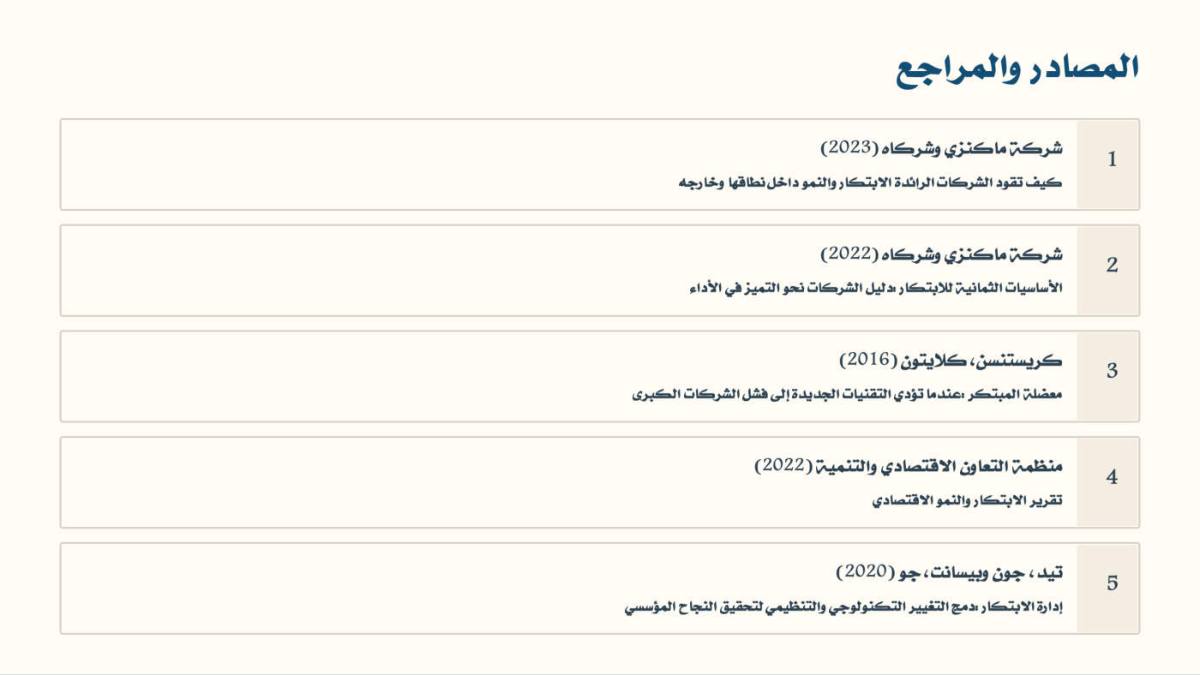 المصادر والمراجع
1
شركة ماكنزي وشركاه (2023)
كيف تقود الشركات الرائدة الابتكار والنمو داخل نطاقها وخارجه
2
شركة ماكنزي وشركاه (2022)
الأساسيات الثمانية للابتكار :دليل الشركات نحو التميز في الأداء
3
كريستنسن، كلايتون (2016)
معضلة المبتكر :عندما تؤدي التقنيات الجديدة إلى فشل الشركات الكبرى
4
منظمة التعاون الاقتصادي والتنمية (2022)
تقرير الابتكار والنمو الاقتصادي
5
تيد ، جون وبيسانت، جو (2020)
إدارة الابتكار :دمج التغيير التكنولوجي والتنظيمي لتحقيق النجاح المؤسسي